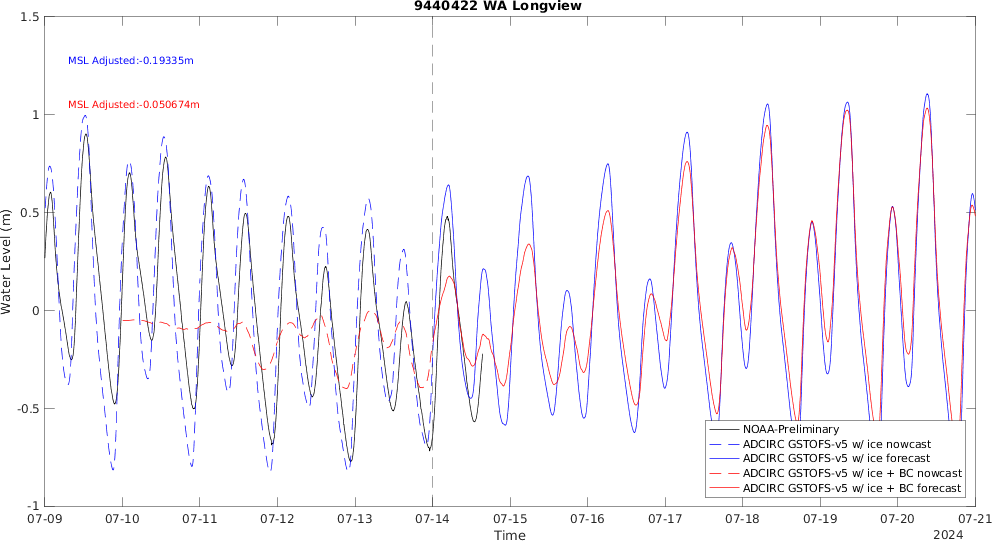 9440422 WA Longview
1.5
MSL Adjusted:-0.19335m
MSL Adjusted:-0.050674m
1
0.5
0
-0.5
-1
Water Level (m)
NOAA-Preliminary
ADCIRC GSTOFS-v5 w/ ice nowcast
ADCIRC GSTOFS-v5 w/ ice forecast
ADCIRC GSTOFS-v5 w/ ice + BC nowcast
ADCIRC GSTOFS-v5 w/ ice + BC forecast
07-09 07-10 07-11 07-12 07-13 07-14 07-15 07-16 07-17 07-18 07-19 07-20 07-21
Time
2024